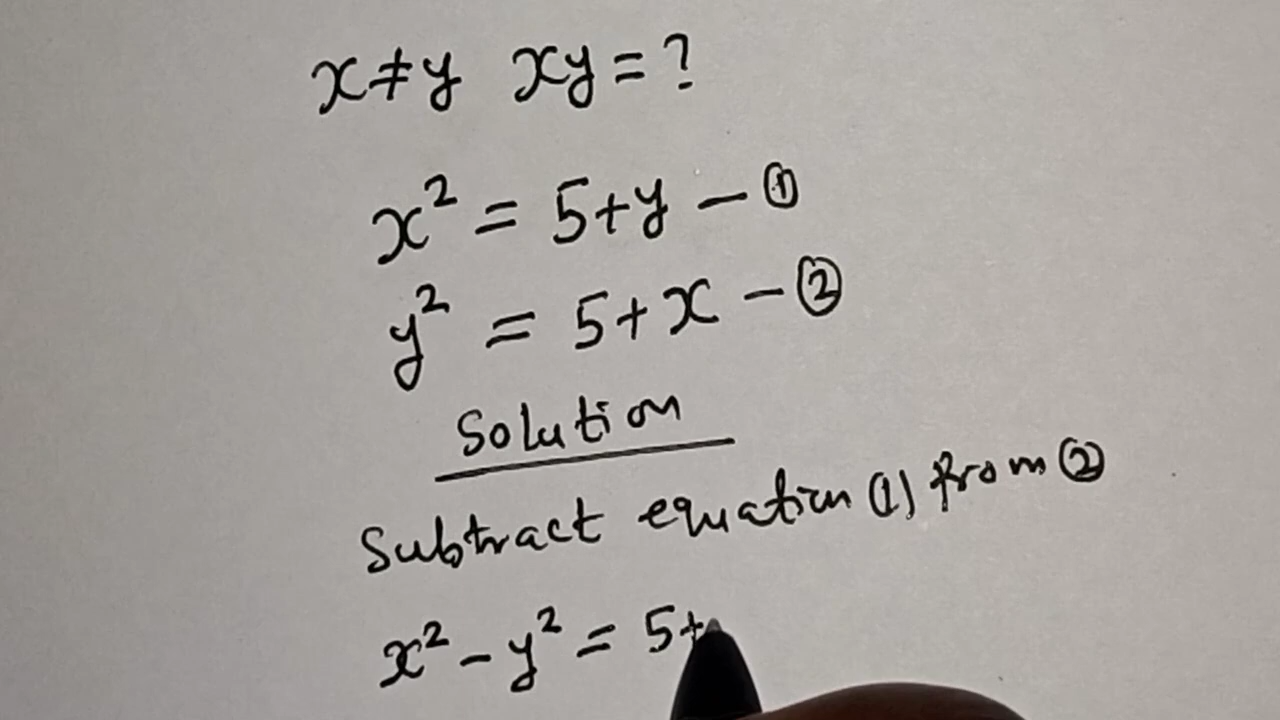 x≠y xy = ?
x² = 5+y - ①
y² = 5+x - ②
Solution
Subtract equation (1) from ②
x² - y² = 5+